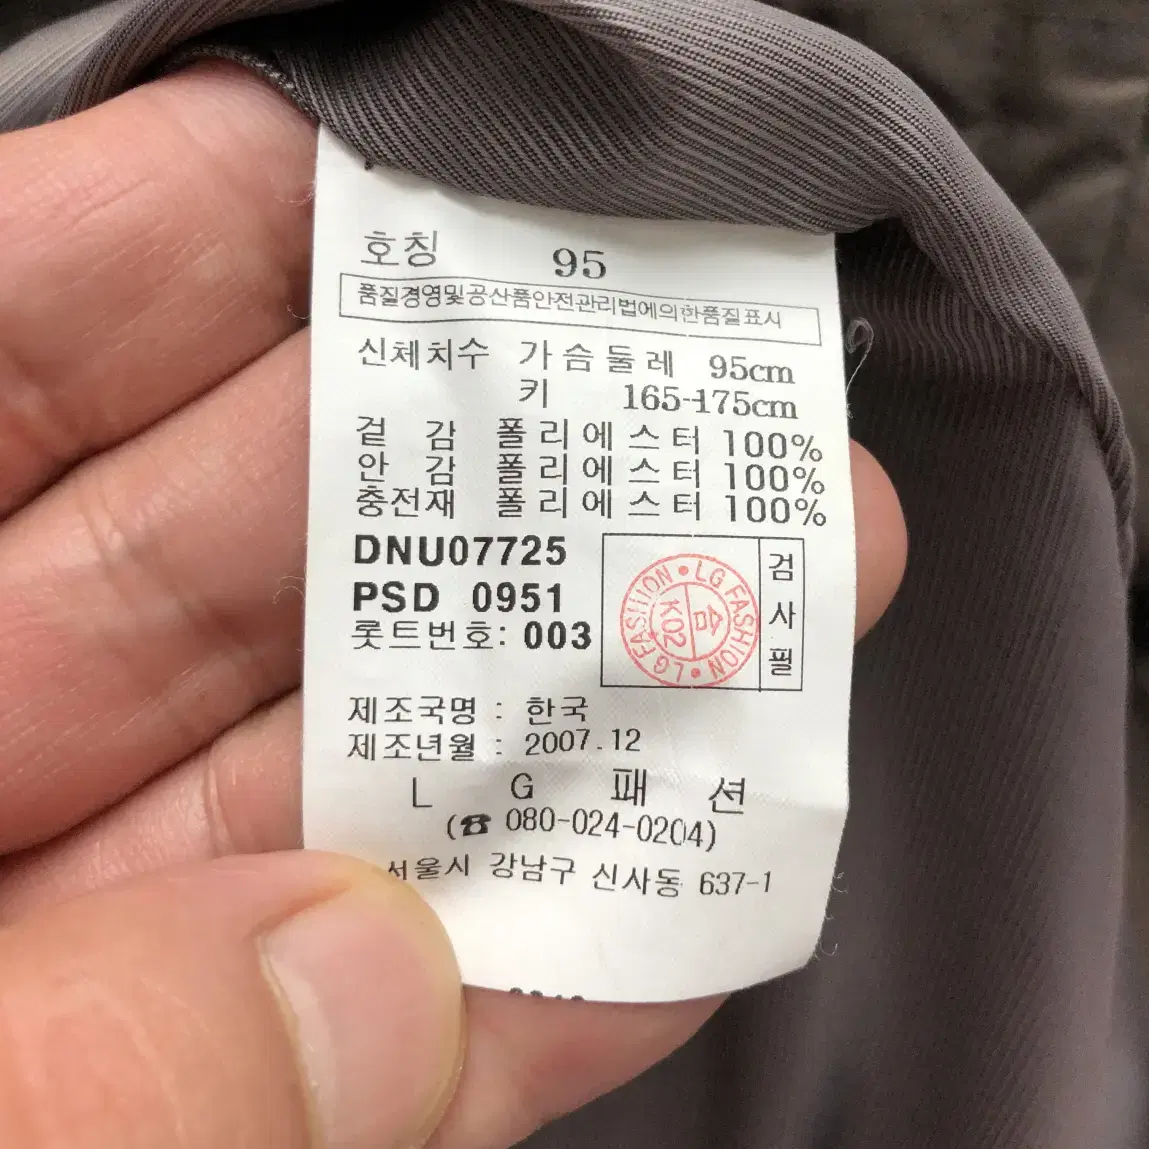 호칭 95
품질경영및공산품안전관리법에의한품질표시
신체치수 가슴둘레 95cm
키 165-175cm
겉감 폴리에스터 100%
안감 폴리에스터 100%
충전재 폴리에스터 100%
DNU07725
PSD 0951
롯트번호: 003
LG FASHION • LG FASHION •
합
K02
검사필
제조국명 : 한국
제조년월 : 2007.12
LG패션
(☎ 080-024-0204)
서울시 강남구 신사동 637-1